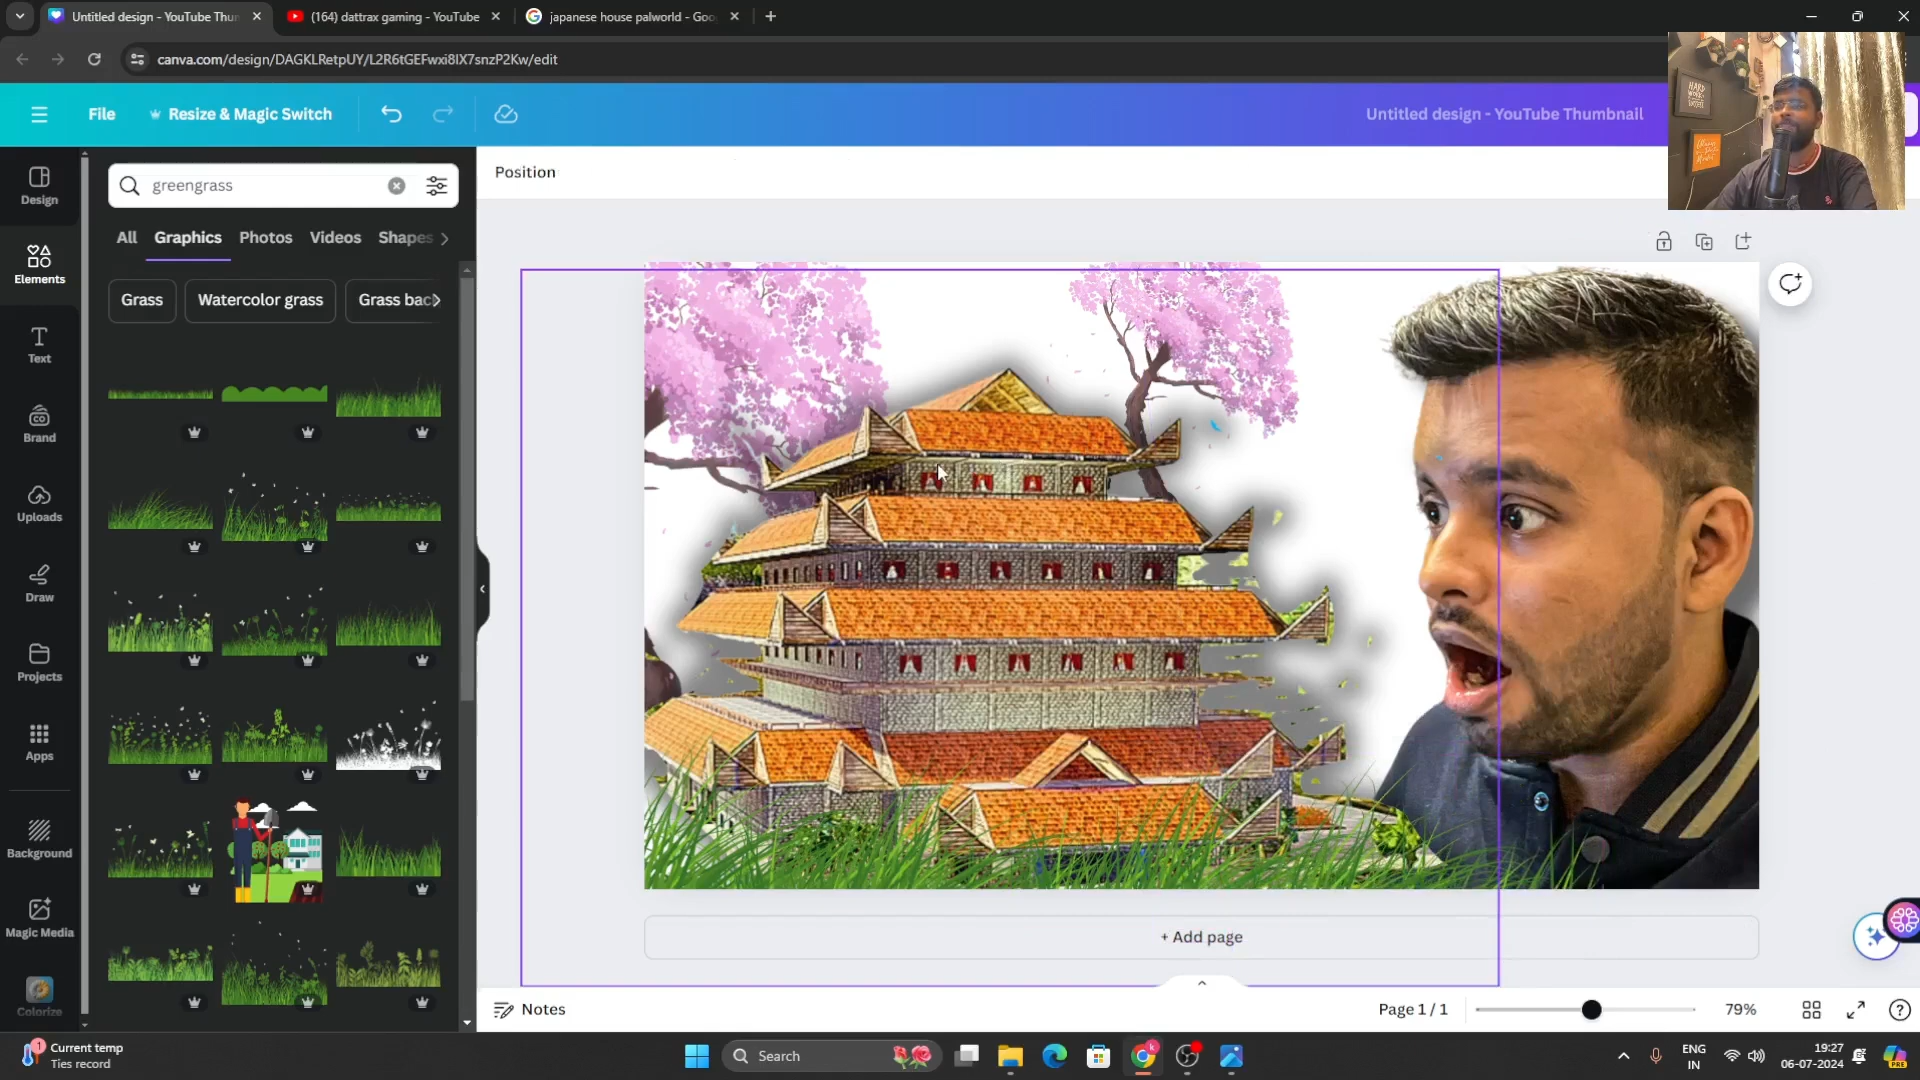 Untitled design - YouTube Thun
(164) dattrax gaming - YouTube
japanese house palworld - Goo
canva.com/design/DAGKLRetpUY/L2R6tGEFwxi8IX7snzP2Kw/edit
File
Resize & Magic Switch
Untitled design - YouTube Thumbnail
HARD
Design
Elements
Text
Brand
Uploads
Draw
Projects
Apps
Background
Magic Media
Colorize
greengrass
All
Graphics
Photos
Videos
Shapes
Grass
Watercolor grass
Grass bac
Position
+ Add page
Notes
Page 1 / 1
79%
1
Current temp
Ties record
Search
ENG
IN
19:27
06-07-2024
PRE